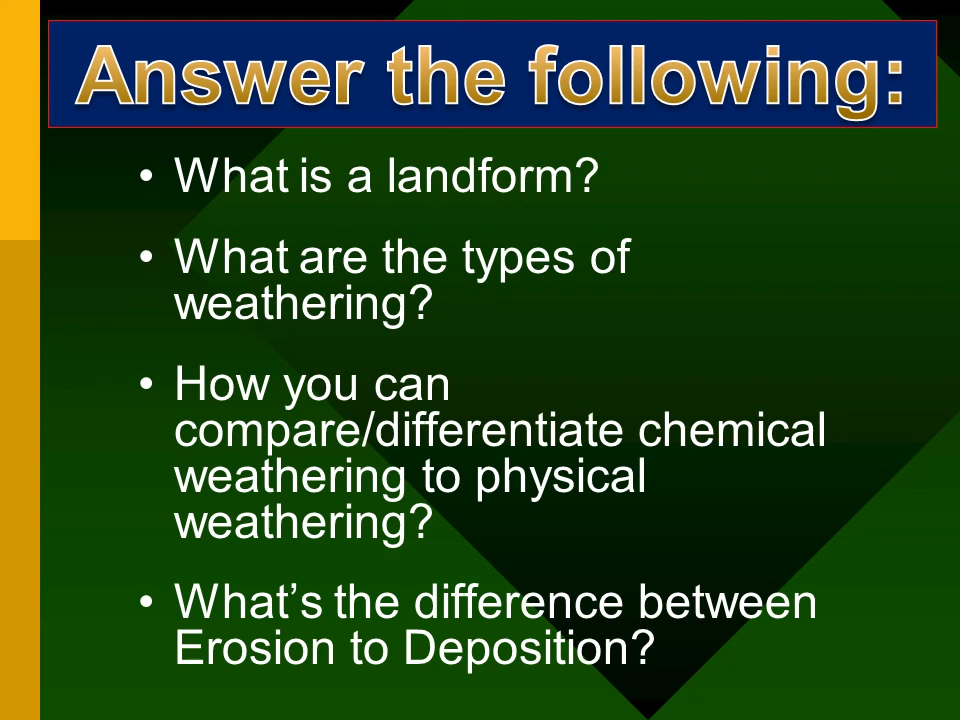 Answer the following:
• What is a landform?
• What are the types of
weathering?
• How you can
compare/differentiate chemical
weathering to physical
weathering?
• What’s the difference between
Erosion to Deposition?